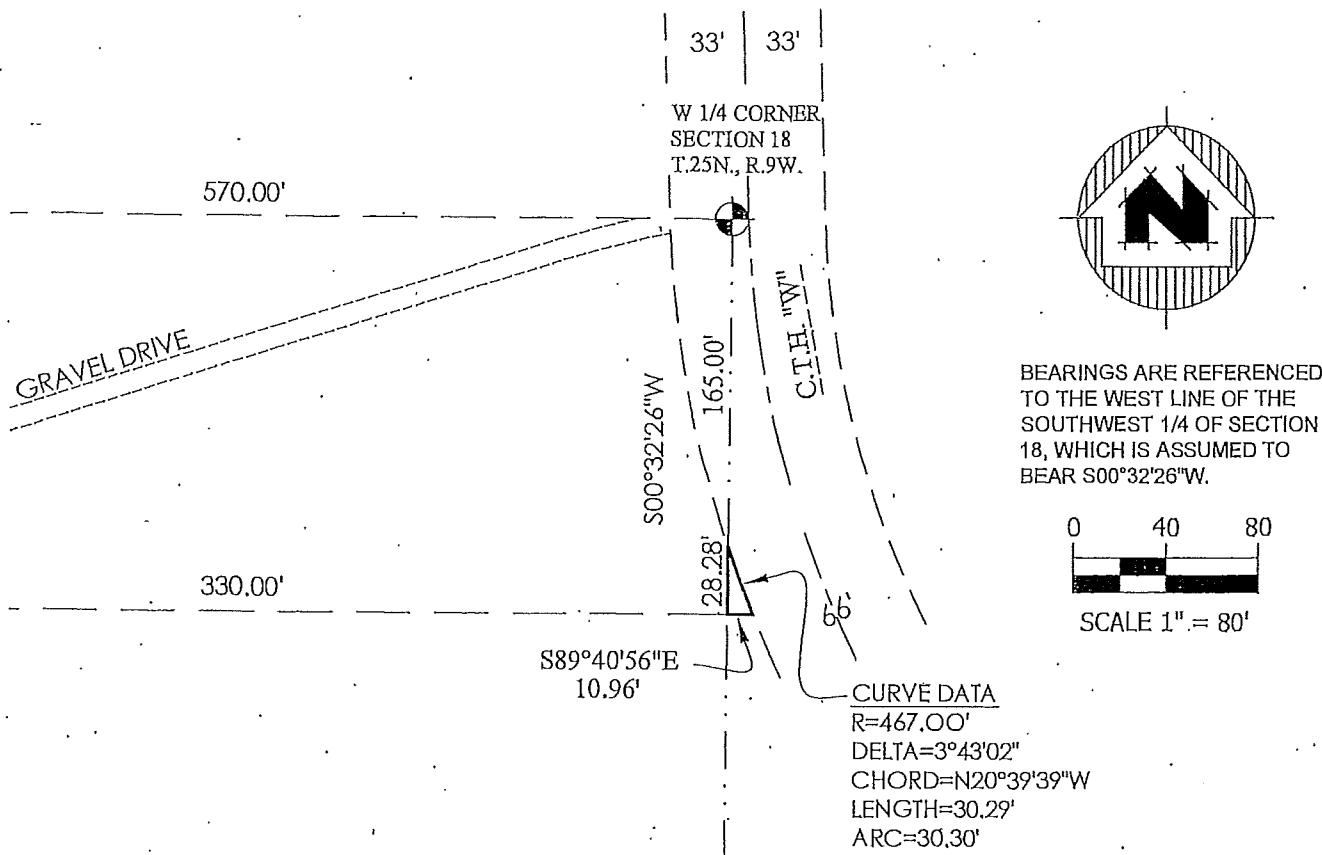 33' 33'
W 1/4 CORNER
SECTION 18
T.25N., R.9W.
570.00'
N
GRAVEL DRIVE
S00°32'26"W
165.00'
C.T.H. "W"
BEARINGS ARE REFERENCED
TO THE WEST LINE OF THE
SOUTHWEST 1/4 OF SECTION
18, WHICH IS ASSUMED TO
BEAR S00°32'26"W.
0 40 80
SCALE 1" = 80'
330.00'
28.28'
66'
S89°40'56"E
10.96'
CURVE DATA
R=467.00'
DELTA=3°43'02"
CHORD=N20°39'39"W
LENGTH=30.29'
ARC=30.30'